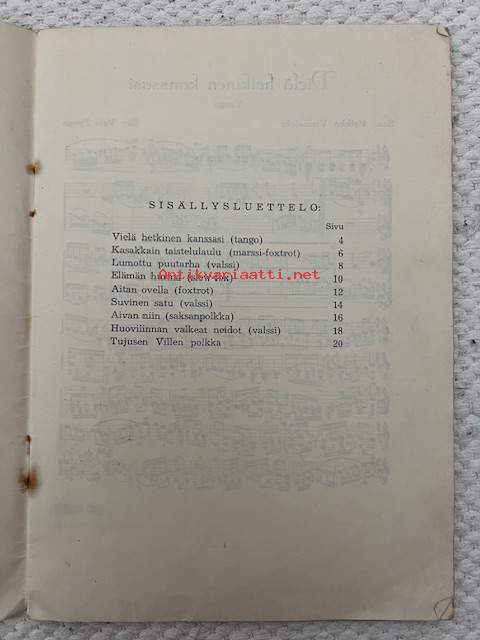 SISÄLLYSLUETTELO:
Sivu
Vielä hetkinen kanssasi (tango) 4
Kasakkain taistelulaulu (marssi-foxtrot) 6
Lumottu puutarha (valssi) 8
Elämän (slow-fox) 10
Antikvariaatti.net
Aitan ovella (foxtrot) 12
Suvinen satu (valssi) 14
Aivan niin (saksanpolkka) 16
Huovilinnan valkeat neidot (valssi) 18
Tujusen Villen polkka 20